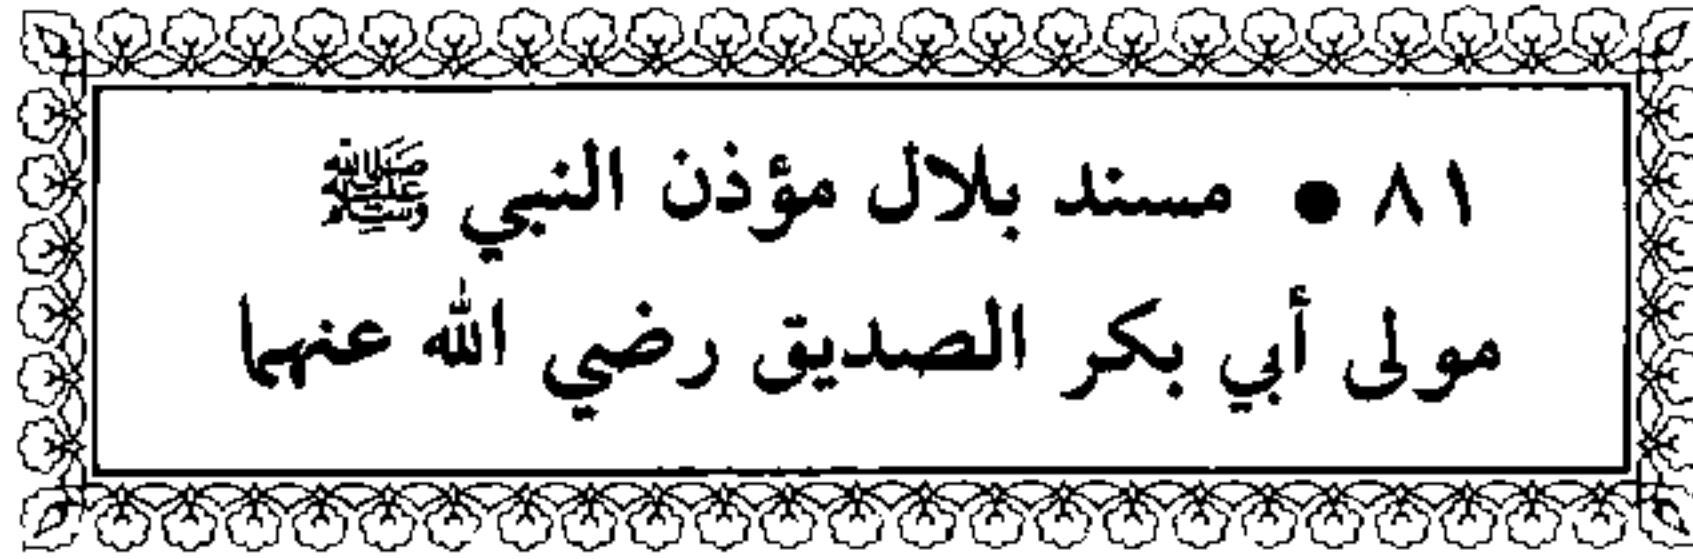 ٨١ ● مسند بلال مؤذن النبي ﷺ
مولى أبي بكر الصديق رضي الله عنهما